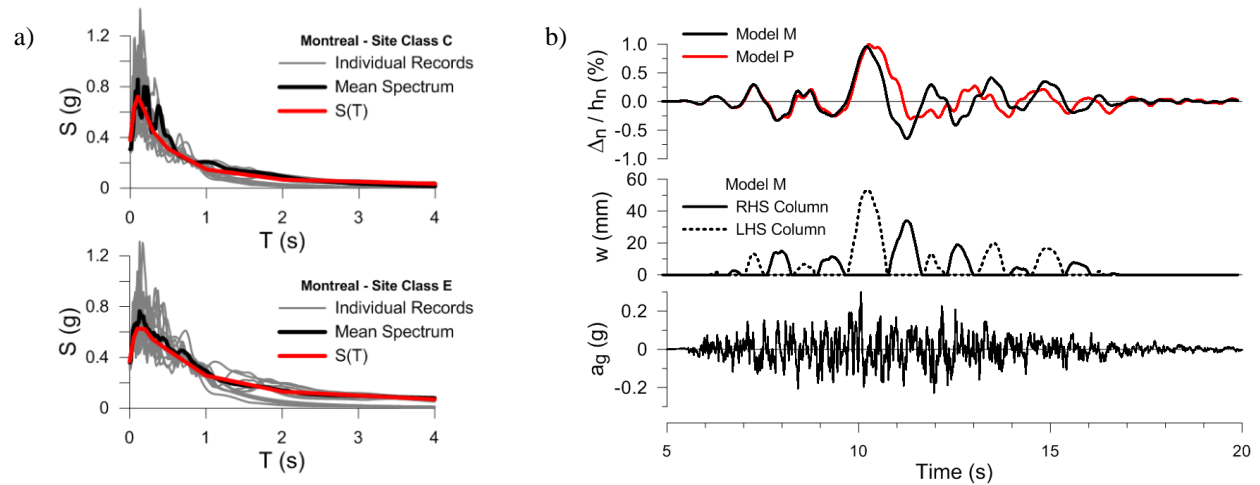 a)
Montreal - Site Class C
Individual Records
Mean Spectrum
S(T)
S (g)
1.2
0.8
0.4
0
0 1 2 3 4
T (s)
Montreal - Site Class E
Individual Records
Mean Spectrum
S(T)
S (g)
1.2
0.8
0.4
0
0 1 2 3 4
T (s)
b)
Model M
Model P
Δn / hn (%)
1.0
0.5
0.0
-0.5
-1.0
Model M
RHS Column
LHS Column
w (mm)
60
40
20
0
ag (g)
0.2
0
-0.2
5 10 15 20
Time (s)